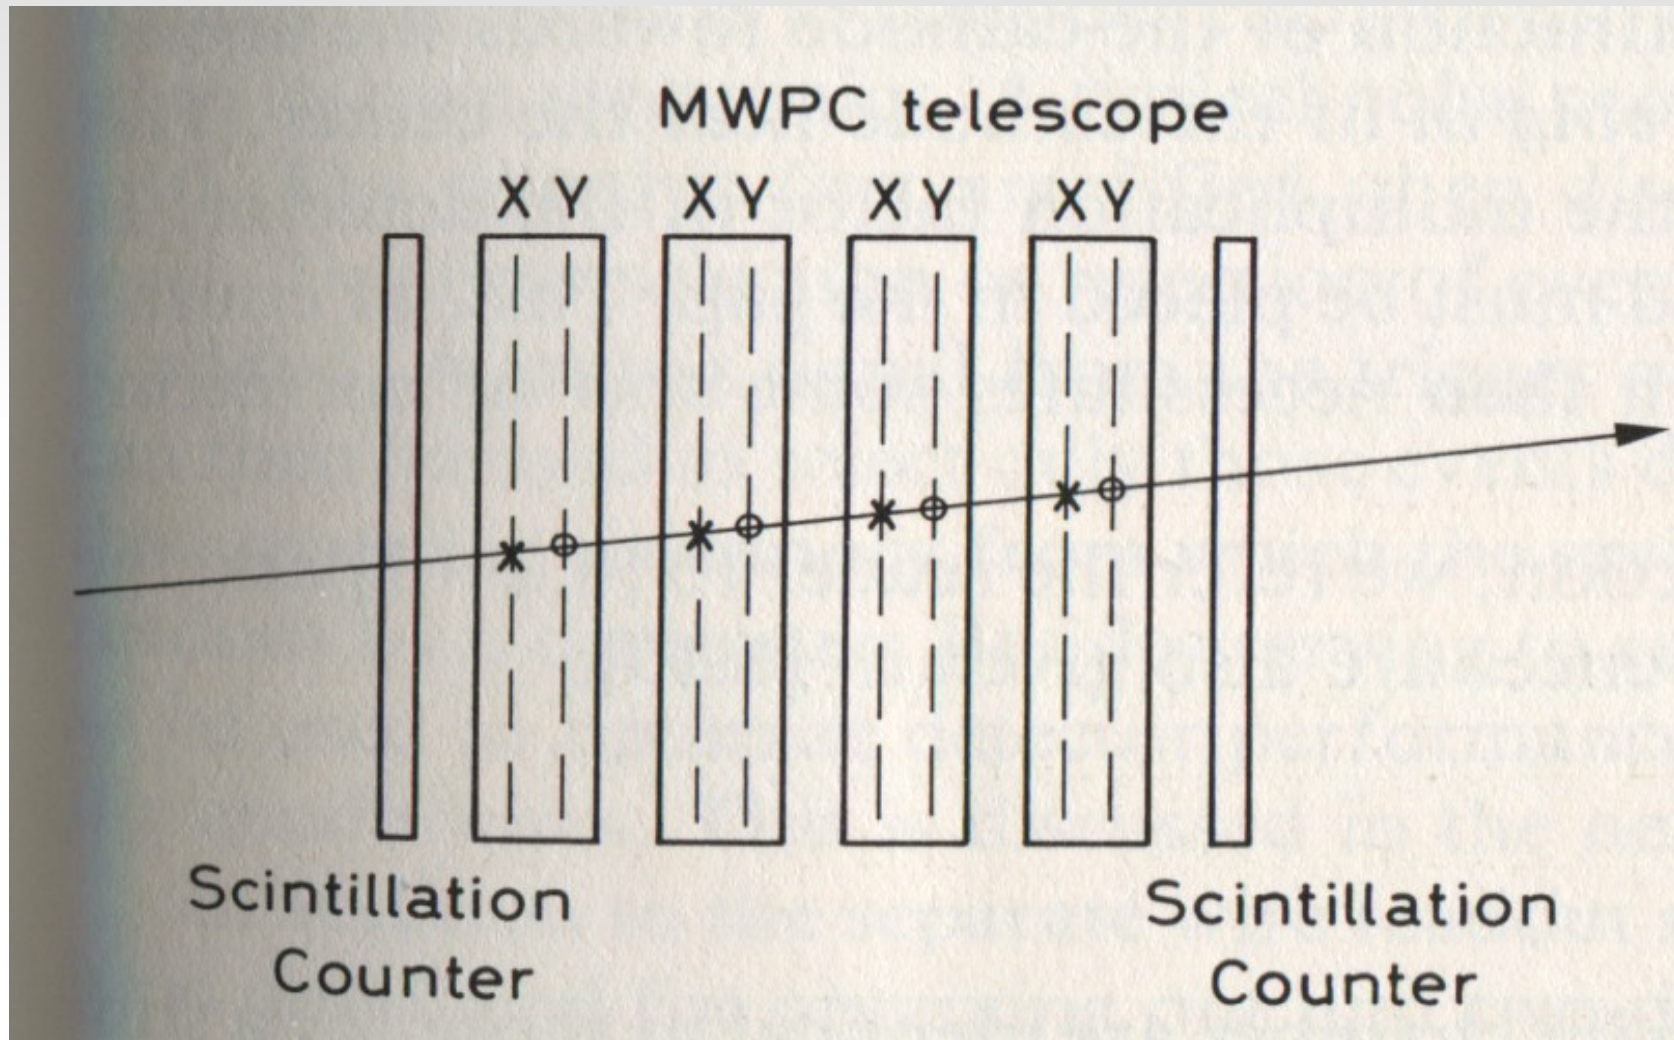 MWPC telescope
X Y X Y X Y X Y
Scintillation
Counter
Scintillation
Counter